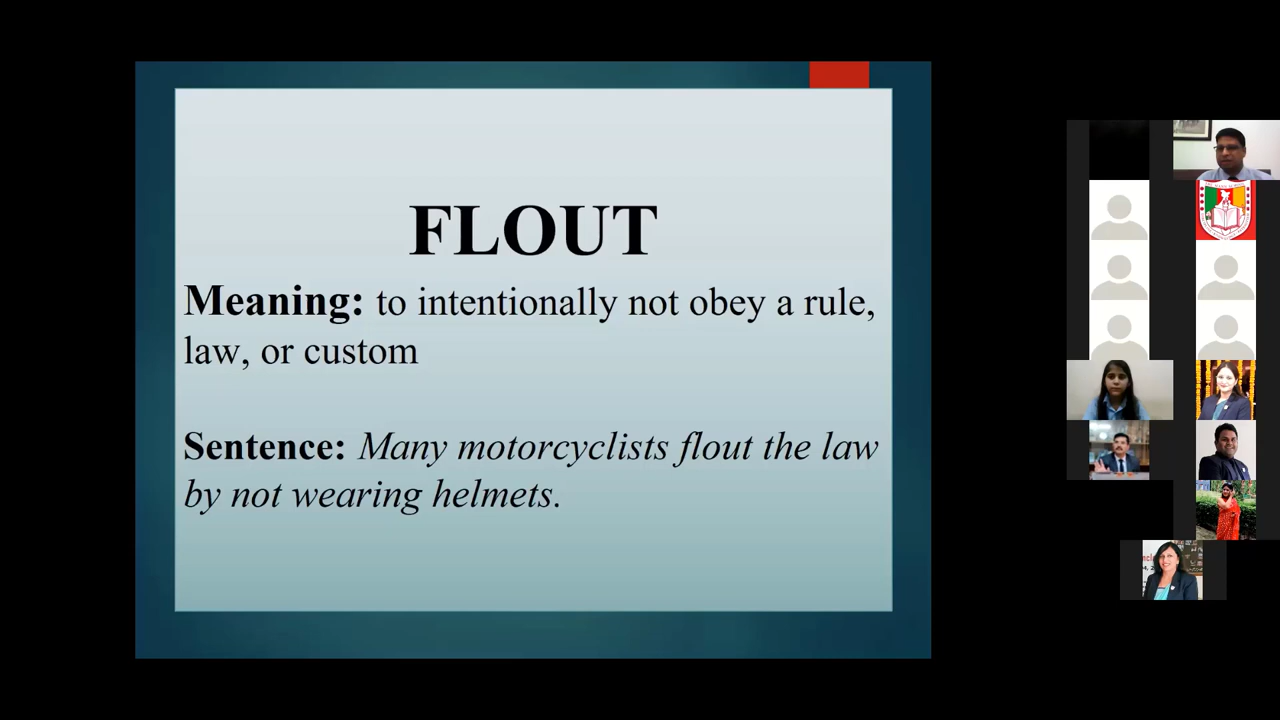 FLOUT
Meaning: to intentionally not obey a rule,
law, or custom
Sentence: Many motorcyclists flout the law
by not wearing helmets.